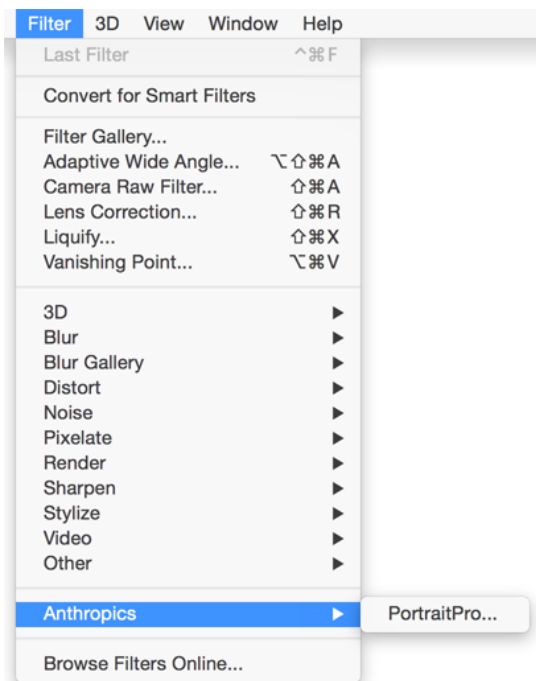 Filter 3D View Window Help
Last Filter ^⌘F
Convert for Smart Filters
Filter Gallery...
Adaptive Wide Angle... ⌥⇧⌘A
Camera Raw Filter... ⇧⌘A
Lens Correction... ⇧⌘R
Liquify... ⇧⌘X
Vanishing Point... ⌥⌘V
3D ▶
Blur ▶
Blur Gallery ▶
Distort ▶
Noise ▶
Pixelate ▶
Render ▶
Sharpen ▶
Stylize ▶
Video ▶
Other ▶
Anthropics ▶ PortraitPro...
Browse Filters Online...